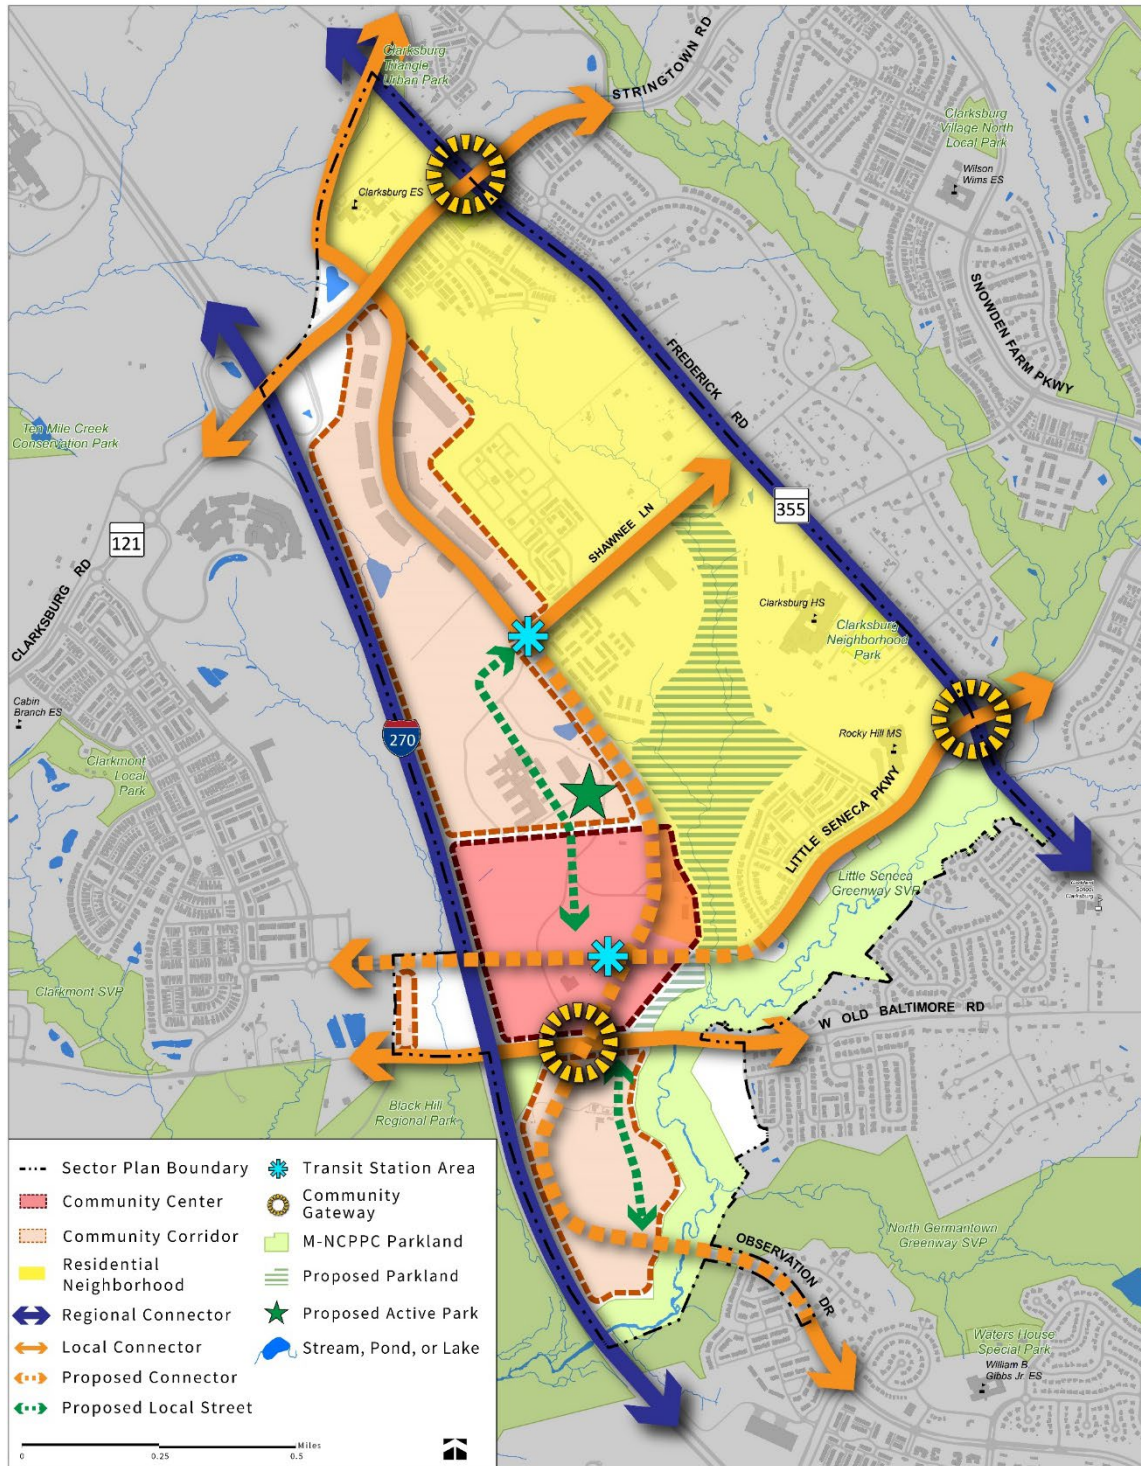 Clarksburg
Triangle
Urban Park
STRINGTOWN RD
Clarksburg
Village North
Local Park
Wilson
Wims ES
Clarksburg ES
SNOWDEN FARM PKWY
FREDERICK RD
Ten Mile Creek
Conservation Park
355
SHAWNEE LN
121
CLARKSBURG RD
Clarksburg HS
Clarksburg
Neighborhood
Park
Cabin
Branch ES
270
Rocky Hill MS
Clarkmont
Local
Park
LITTLE SENECA PKWY
Little Seneca
Greenway SVP
Clarkmont SVP
W OLD BALTIMORE RD
Black Hill
Regional Park
North Germantown
Greenway SVP
OBSERVATION DR
Waters House
Special Park
William B.
Gibbs Jr. ES
Sector Plan Boundary
Community Center
Community Corridor
Residential
Neighborhood
Regional Connector
Local Connector
Proposed Connector
Proposed Local Street
Transit Station Area
Community
Gateway
M-NCPPC Parkland
Proposed Parkland
Proposed Active Park
Stream, Pond, or Lake
Miles
0 0.25 0.5